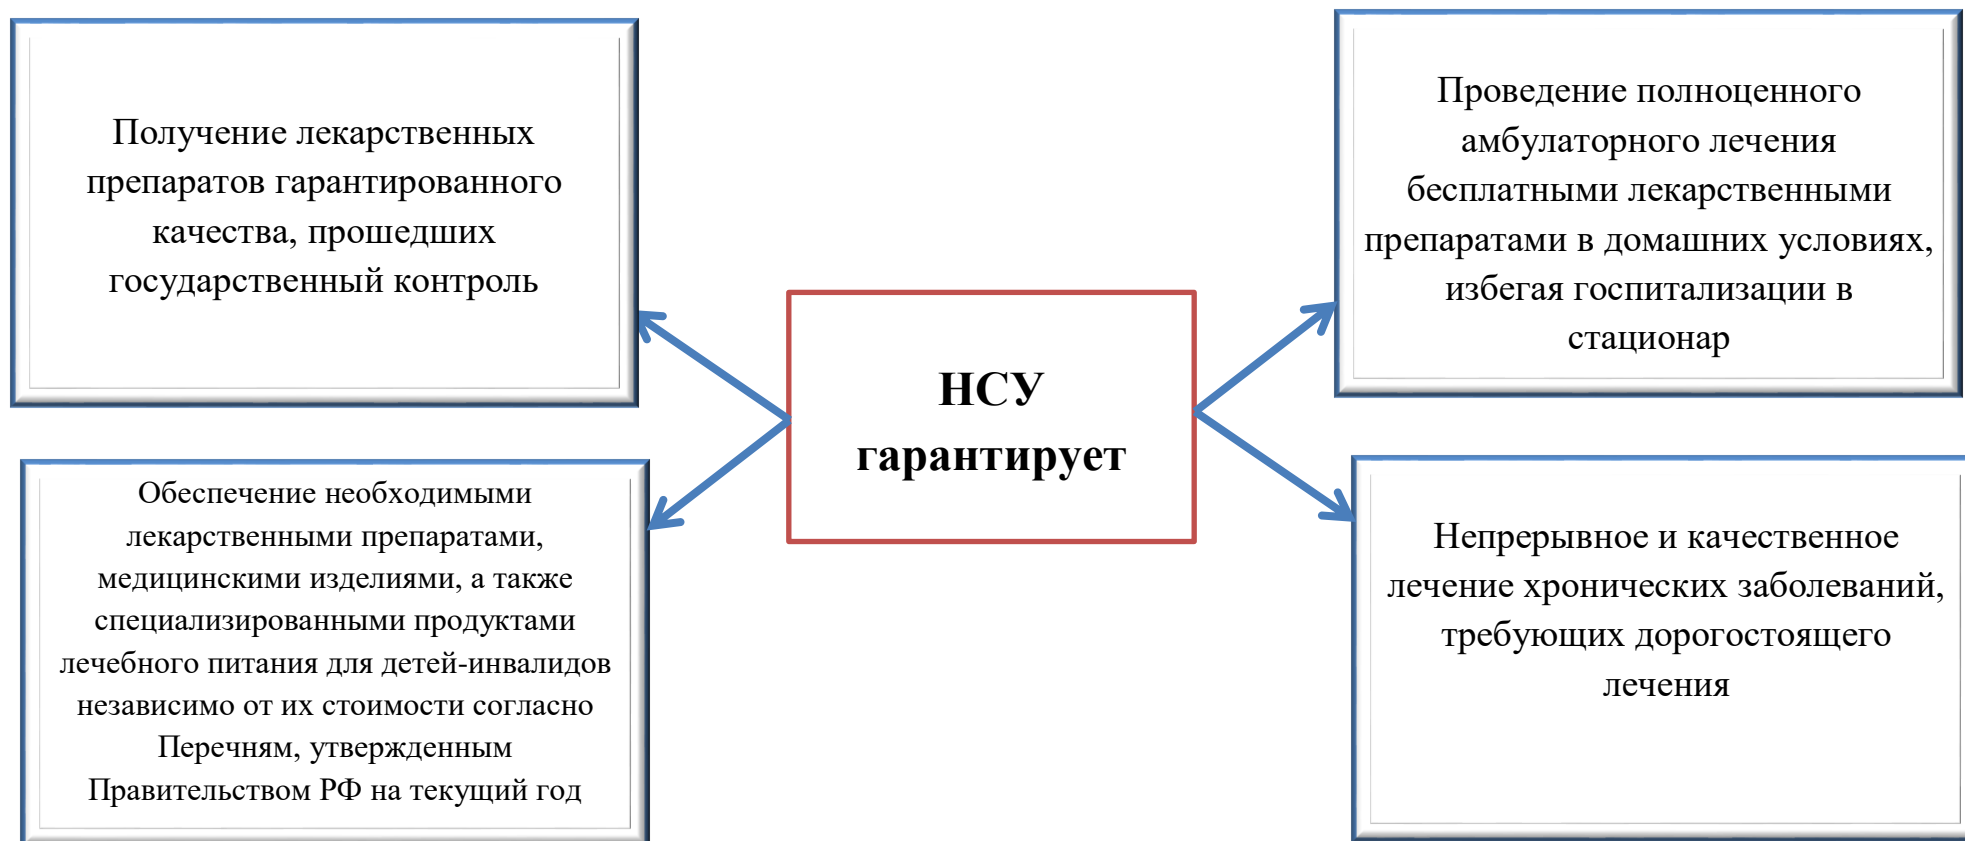 Получение лекарственных
препаратов гарантированного
качества, прошедших
государственный контроль
Проведение полноценного
амбулаторного лечения
бесплатными лекарственными
препаратами в домашних условиях,
избегая госпитализации в
стационар
НСУ
гарантирует
Обеспечение необходимыми
лекарственными препаратами,
медицинскими изделиями, а также
специализированными продуктами
лечебного питания для детей-инвалидов
независимо от их стоимости согласно
Перечням, утвержденным
Правительством РФ на текущий год
Непрерывное и качественное
лечение хронических заболеваний,
требующих дорогостоящего
лечения